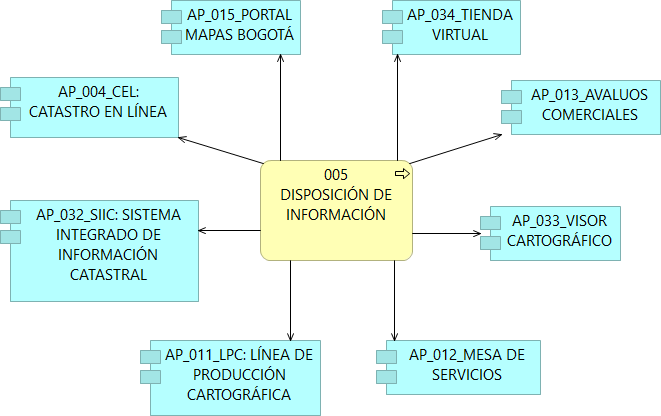 AP_015_PORTAL
MAPAS BOGOTÁ
AP_034_TIENDA
VIRTUAL
AP_004_CEL:
CATASTRO EN LÍNEA
AP_013_AVALUOS
COMERCIALES
005
DISPOSICIÓN DE
INFORMACIÓN
AP_032_SIIC: SISTEMA
INTEGRADO DE
INFORMACIÓN
CATASTRAL
AP_033_VISOR
CARTOGRÁFICO
AP_011_LPC: LÍNEA DE
PRODUCCIÓN
CARTOGRÁFICA
AP_012_MESA DE
SERVICIOS